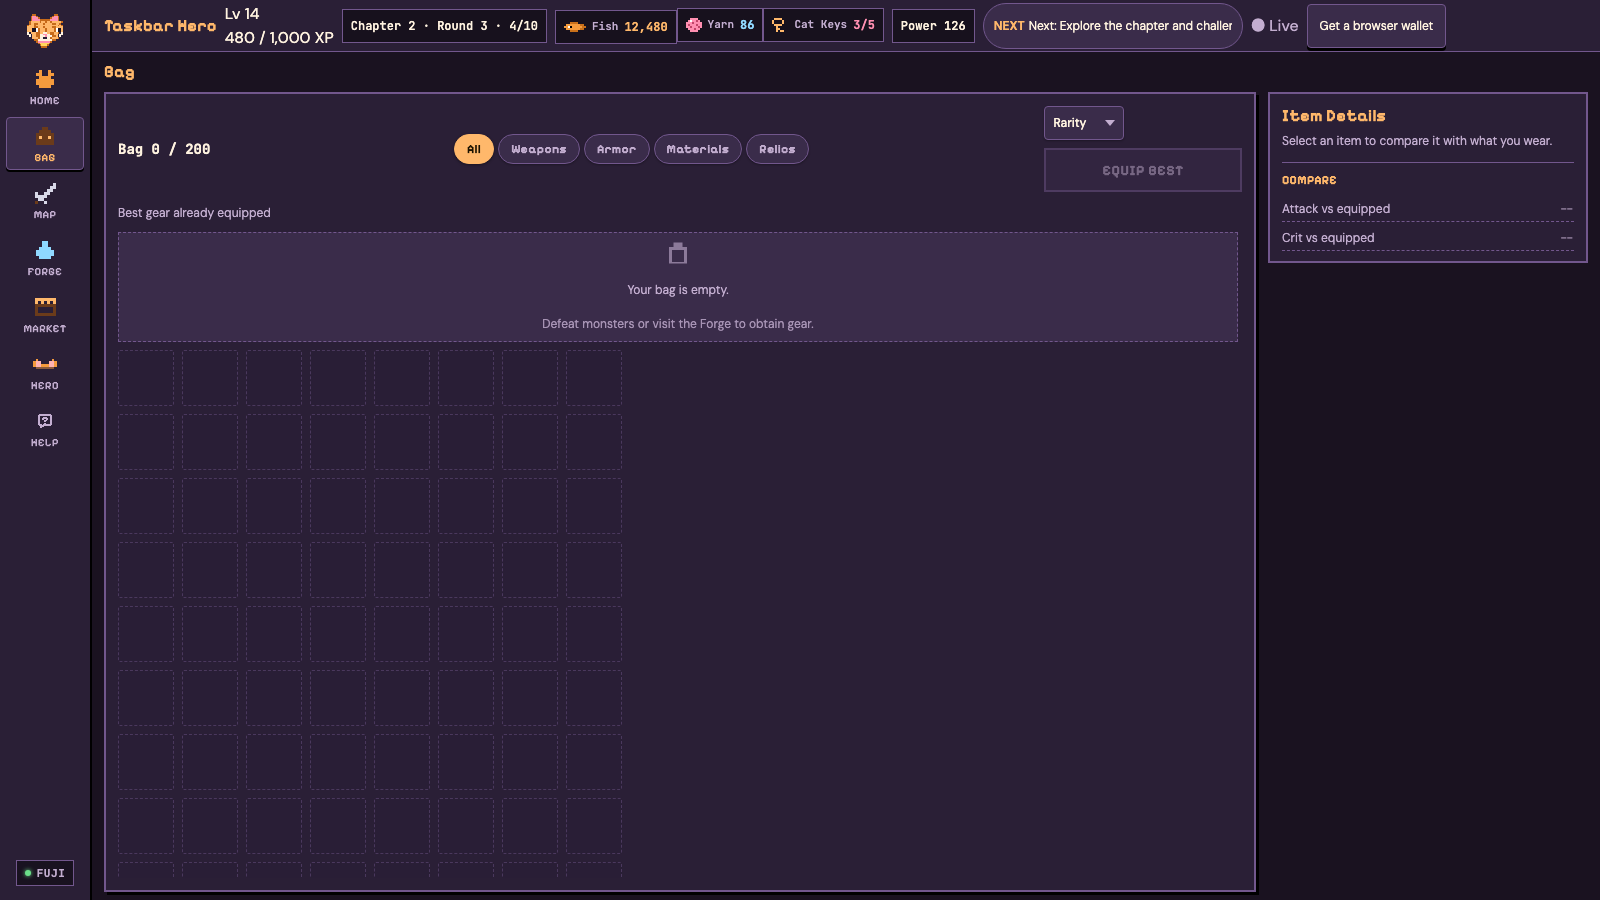 Taskbar Hero
Lv 14
480 / 1,000 XP
Chapter 2 · Round 3 · 4/10
Fish 12,480
Yarn 86
Cat Keys 3/5
Power 126
NEXT Next: Explore the chapter and challer
Live
Get a browser wallet
HOME
BAG
MAP
FORGE
MARKET
HERO
HELP
FUJI
Bag
Bag 0 / 200
All
Weapons
Armor
Materials
Relics
Rarity
EQUIP BEST
Best gear already equipped
Your bag is empty.
Defeat monsters or visit the Forge to obtain gear.
Item Details
Select an item to compare it with what you wear.
COMPARE
Attack vs equipped --
Crit vs equipped --